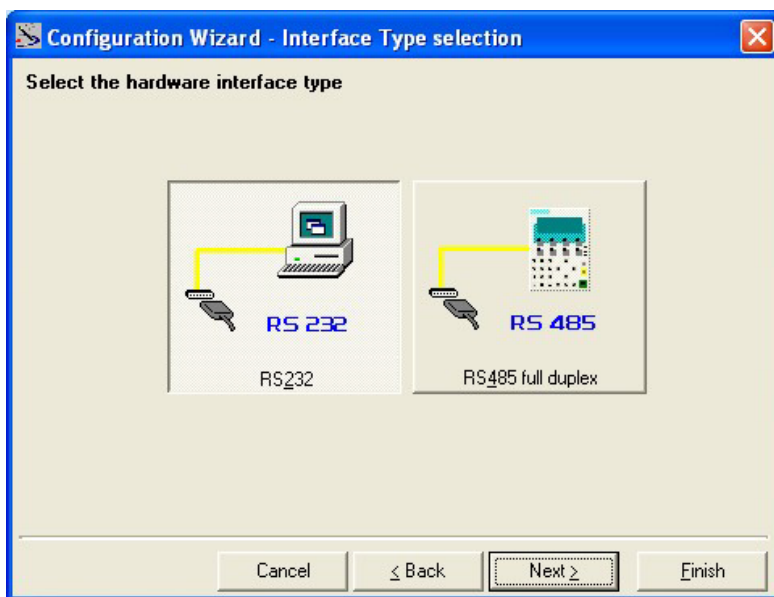 Configuration Wizard - Interface Type selection
Select the hardware interface type
RS 232
RS 485
RS232
RS485 full duplex
Cancel
< Back
Next >
Finish